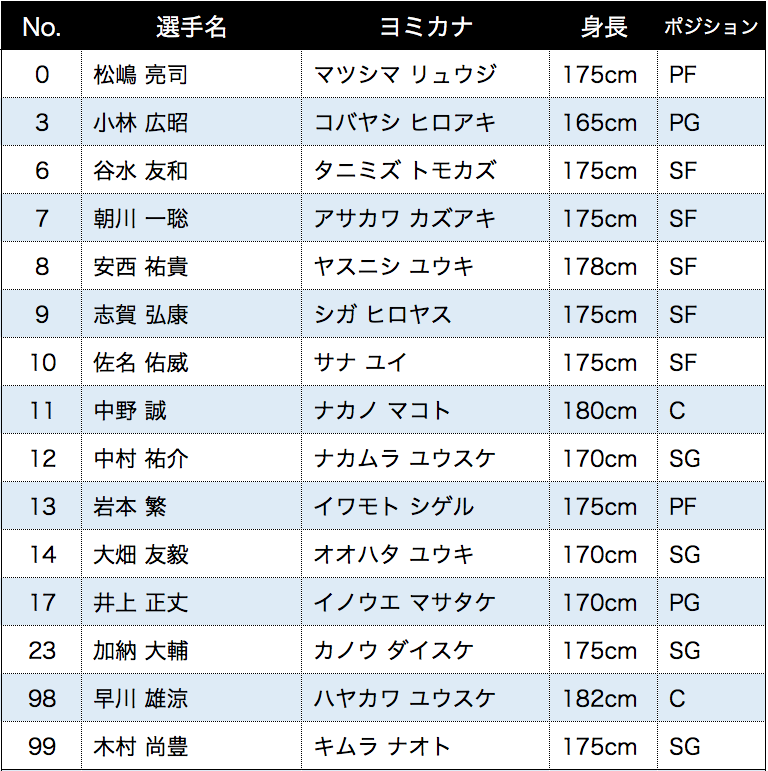 No. 選手名 ヨミカナ 身長 ポジション
0 松嶋 亮司 マツシマ リュウジ 175cm PF
3 小林 広昭 コバヤシ ヒロアキ 165cm PG
6 谷水 友和 タニミズ トモカズ 175cm SF
7 朝川 一聡 アサカワ カズアキ 175cm SF
8 安西 祐貴 ヤスニシ ユウキ 178cm SF
9 志賀 弘康 シガ ヒロヤス 175cm SF
10 佐名 佑威 サナ ユイ 175cm SF
11 中野 誠 ナカノ マコト 180cm C
12 中村 祐介 ナカムラ ユウスケ 170cm SG
13 岩本 繁 イワモト シゲル 175cm PF
14 大畑 友毅 オオハタ ユウキ 170cm SG
17 井上 正丈 イノウエ マサタケ 170cm PG
23 加納 大輔 カノウ ダイスケ 175cm SG
98 早川 雄涼 ハヤカワ ユウスケ 182cm C
99 木村 尚豊 キムラ ナオト 175cm SG